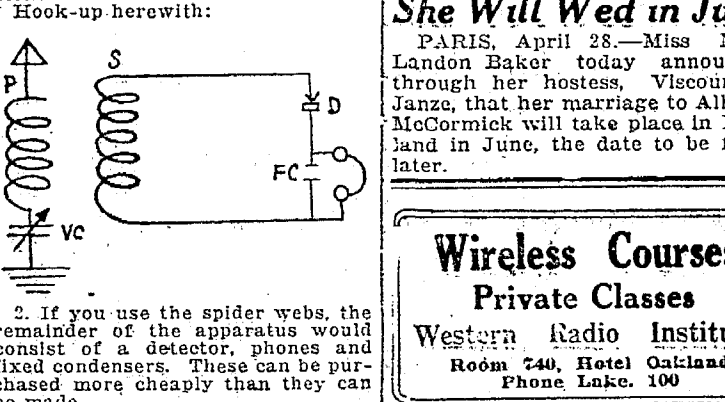 Hook-up herewith:
P
S
D
FC
VC
2. If you use the spider webs, the
remainder of the apparatus would
consist of a detector, phones and
fixed condensers. These can be pur-
chased more cheaply than they can
She Will Wed in Ju
PARIS, April 28.—Miss
Landon Baker today annou
through her hostess, Viscou
Janze, that her marriage to All
McCormick will take place in
land in June, the date to be
later.
Wireless Course
Private Classes
Western Radio Institu
Room 740, Hotel Oakland
Phone Lake. 100